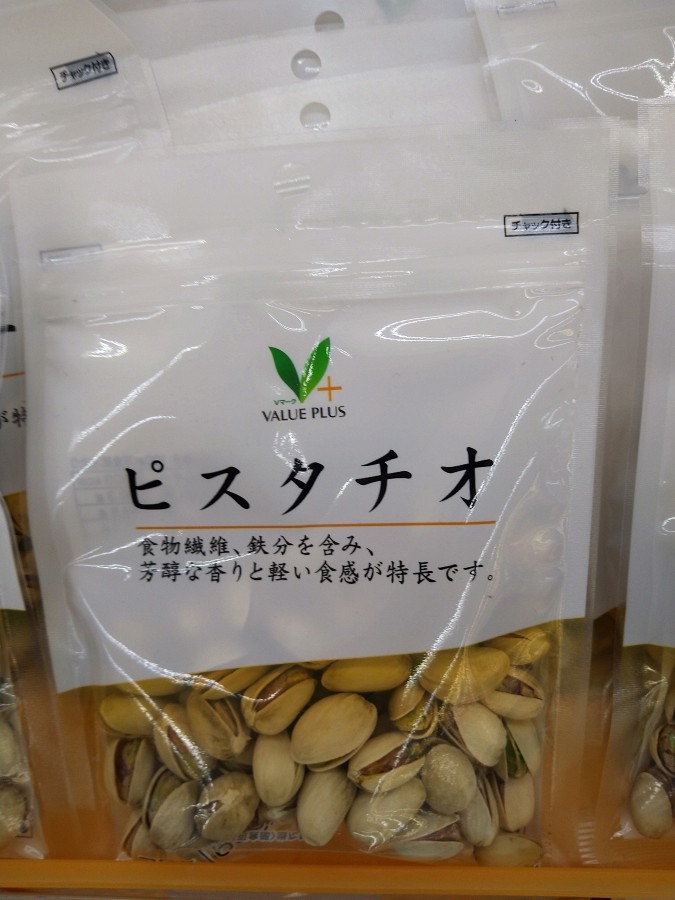 チャック付き
チャック付き
Vマーク
VALUE PLUS
ピスタチオ
食物繊維、鉄分を含み、
芳醇な香りと軽い食感が特長です。
が特